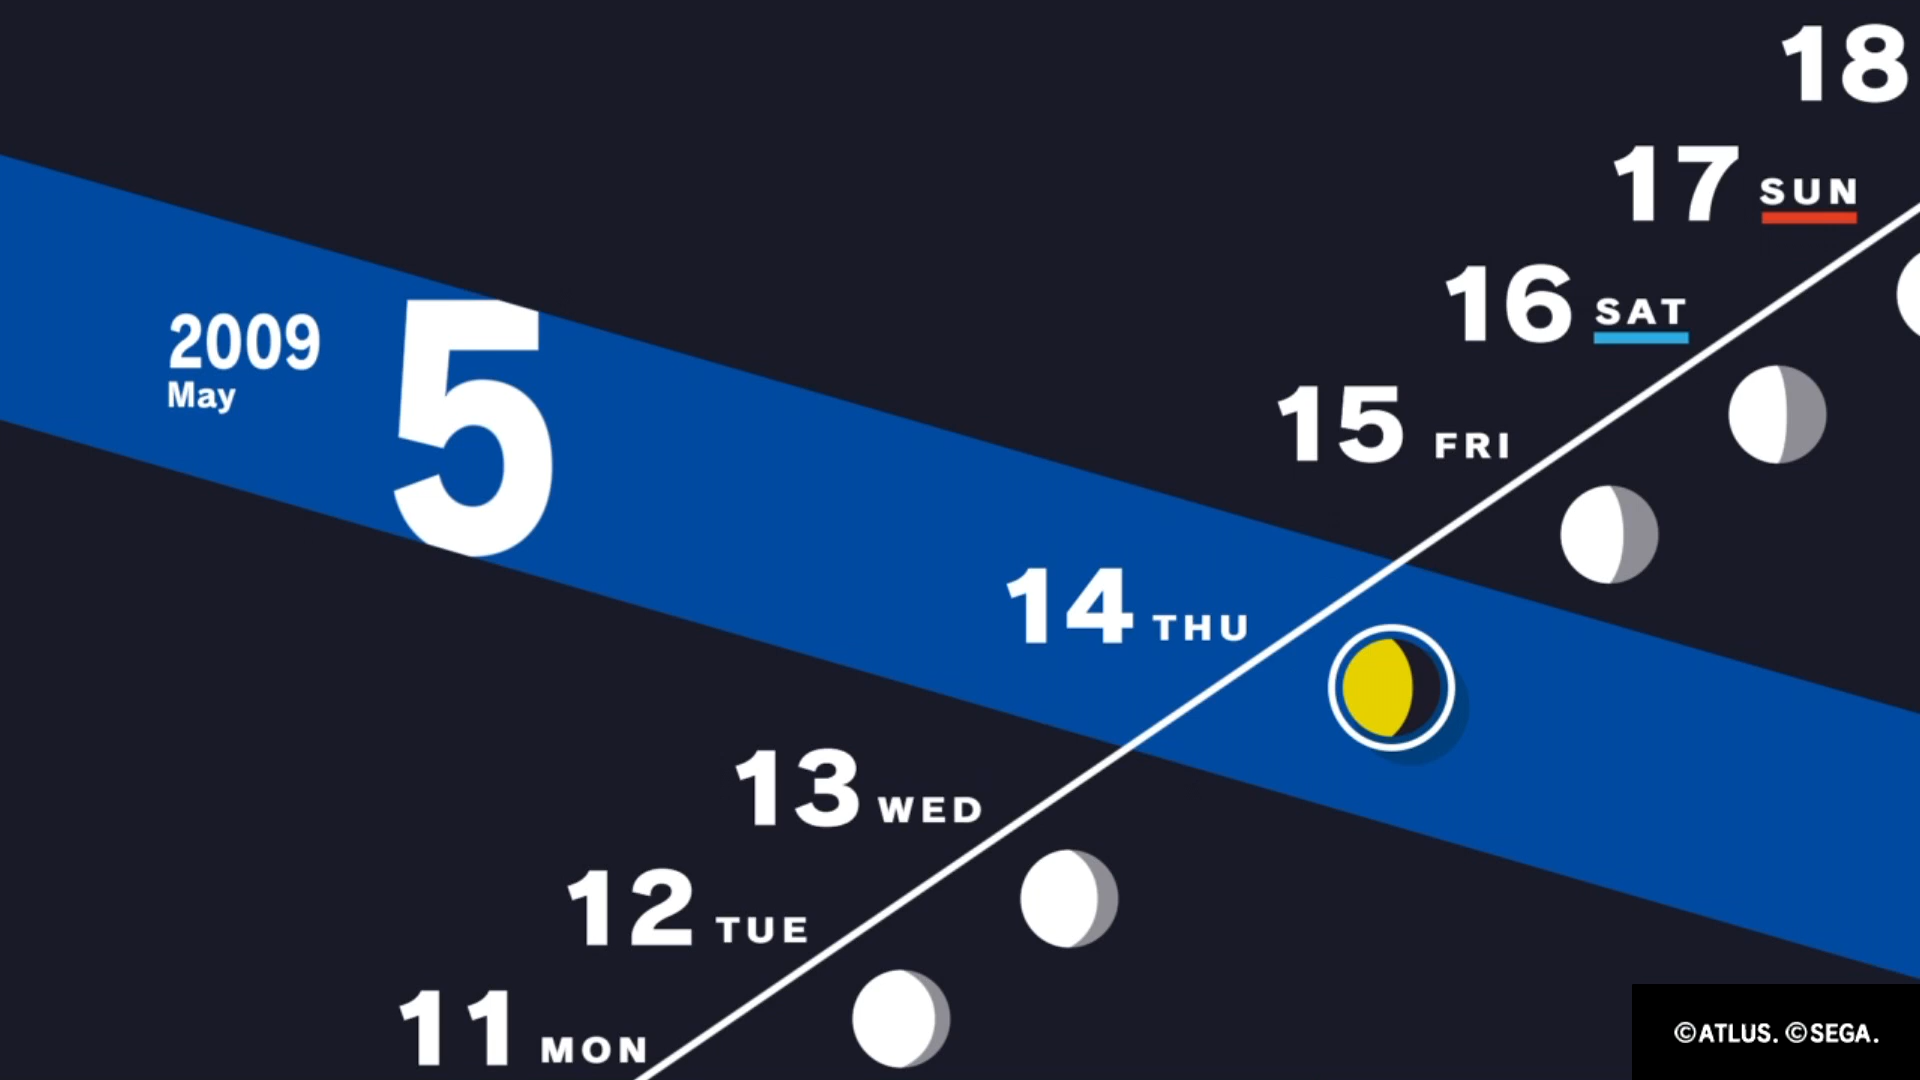 18
17 SUN
16 SAT
15 FRI
2009
May
5
14 THU
13 WED
12 TUE
11 MON
©ATLUS. ©SEGA.